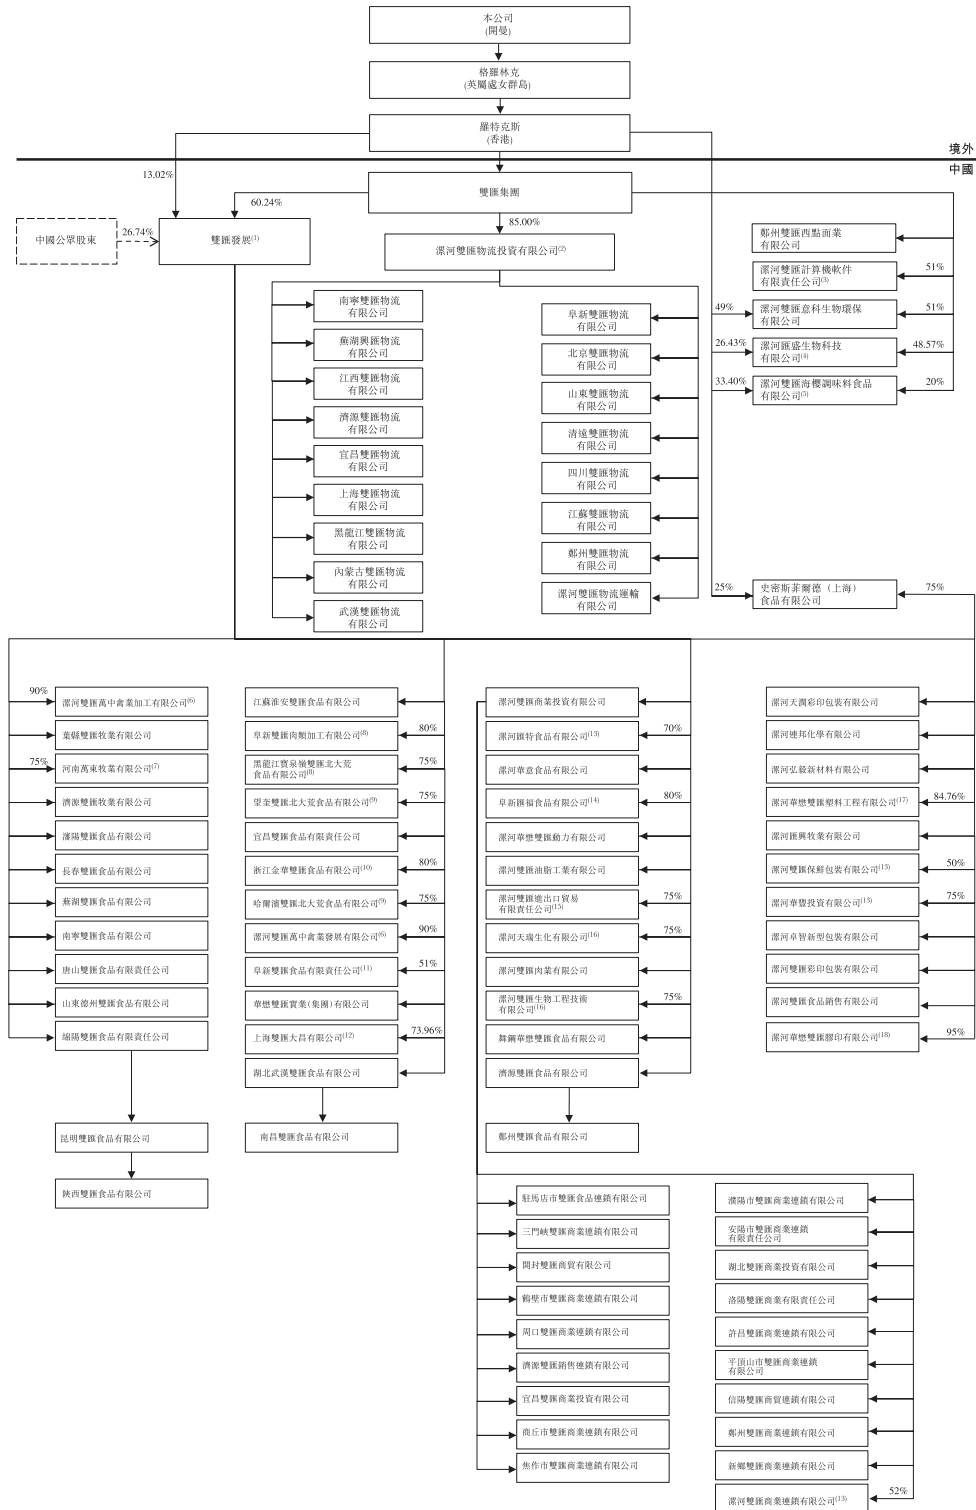 本公司
(開曼)
格羅林克
(英屬處女群島)
羅特克斯
(香港)
境外
中國
13.02%
60.24%
雙匯集團
85.00%
中國公眾股東
26.74%
雙匯發展(1)
漯河雙匯物流投資有限公司(2)
鄭州雙匯西點面業
有限公司
漯河雙匯計算機軟件
有限責任公司(3)
51%
49%
漯河雙匯意科生物環保
有限公司
51%
26.43%
漯河匯盛生物科技
有限公司(4)
48.57%
33.40%
漯河雙匯海櫻調味料食品
有限公司(5)
20%
南寧雙匯物流
有限公司
蕪湖興匯物流
有限公司
江西雙匯物流
有限公司
濟源雙匯物流
有限公司
宜昌雙匯物流
有限公司
上海雙匯物流
有限公司
黑龍江雙匯物流
有限公司
內蒙古雙匯物流
有限公司
武漢雙匯物流
有限公司
阜新雙匯物流
有限公司
北京雙匯物流
有限公司
山東雙匯物流
有限公司
清遠雙匯物流
有限公司
四川雙匯物流
有限公司
江蘇雙匯物流
有限公司
鄭州雙匯物流
有限公司
漯河雙匯物流運輸
有限公司
25%
史密斯菲爾德（上海）
食品有限公司
75%
90%
漯河雙匯萬中禽業加工有限公司(6)
葉縣雙匯牧業有限公司
75%
河南萬東牧業有限公司(7)
濟源雙匯牧業有限公司
瀋陽雙匯食品有限公司
長春雙匯食品有限公司
蕪湖雙匯食品有限公司
南寧雙匯食品有限公司
唐山雙匯食品有限責任公司
山東德州雙匯食品有限公司
綿陽雙匯食品有限責任公司
昆明雙匯食品有限公司
陝西雙匯食品有限公司
江蘇淮安雙匯食品有限公司
阜新雙匯肉類加工有限公司(8)
80%
黑龍江寶泉嶺雙匯北大荒
食品有限公司(8)
75%
望奎雙匯北大荒食品有限公司(9)
75%
宜昌雙匯食品有限責任公司
浙江金華雙匯食品有限公司(10)
80%
哈爾濱雙匯北大荒食品有限公司(9)
75%
漯河雙匯萬中禽業發展有限公司(6)
90%
阜新雙匯食品有限責任公司(11)
51%
華懋雙匯實業(集團)有限公司
上海雙匯大昌有限公司(12)
73.96%
湖北武漢雙匯食品有限公司
南昌雙匯食品有限公司
漯河雙匯商業投資有限公司
漯河匯特食品有限公司(13)
70%
漯河華意食品有限公司
阜新匯福食品有限公司(14)
80%
漯河華懋雙匯動力有限公司
漯河雙匯油脂工業有限公司
漯河雙匯進出口貿易
有限責任公司(15)
75%
漯河天瑞生化有限公司(16)
75%
漯河雙匯肉業有限公司
漯河雙匯生物工程技術
有限公司(16)
75%
舞鋼華懋雙匯食品有限公司
濟源雙匯食品有限公司
鄭州雙匯食品有限公司
漯河天潤彩印包裝有限公司
漯河連邦化學有限公司
漯河弘毅新材料有限公司
漯河華懋雙匯塑料工程有限公司(17)
84.76%
漯河匯興牧業有限公司
漯河雙匯保鮮包裝有限公司(13)
50%
漯河華豐投資有限公司(13)
75%
漯河卓智新型包裝有限公司
漯河雙匯彩印包裝有限公司
漯河雙匯食品銷售有限公司
漯河華懋雙匯膠印有限公司(18)
95%
駐馬店市雙匯食品連鎖有限公司
三門峽雙匯商業連鎖有限公司
開封雙匯商貿有限公司
鶴壁市雙匯商業連鎖有限公司
周口雙匯商業連鎖有限公司
濟源雙匯銷售連鎖有限公司
宜昌雙匯商業投資有限公司
商丘市雙匯商業連鎖有限公司
焦作市雙匯商業連鎖有限公司
濮陽市雙匯商業連鎖有限公司
安陽市雙匯商業連鎖
有限責任公司
湖北雙匯商業投資有限公司
洛陽雙匯商業有限責任公司
許昌雙匯商業連鎖有限公司
平頂山市雙匯商業連鎖
有限公司
信陽雙匯商貿連鎖有限公司
鄭州雙匯商業連鎖有限公司
新鄉雙匯商業連鎖有限公司
漯河雙匯商業連鎖有限公司(13)
52%